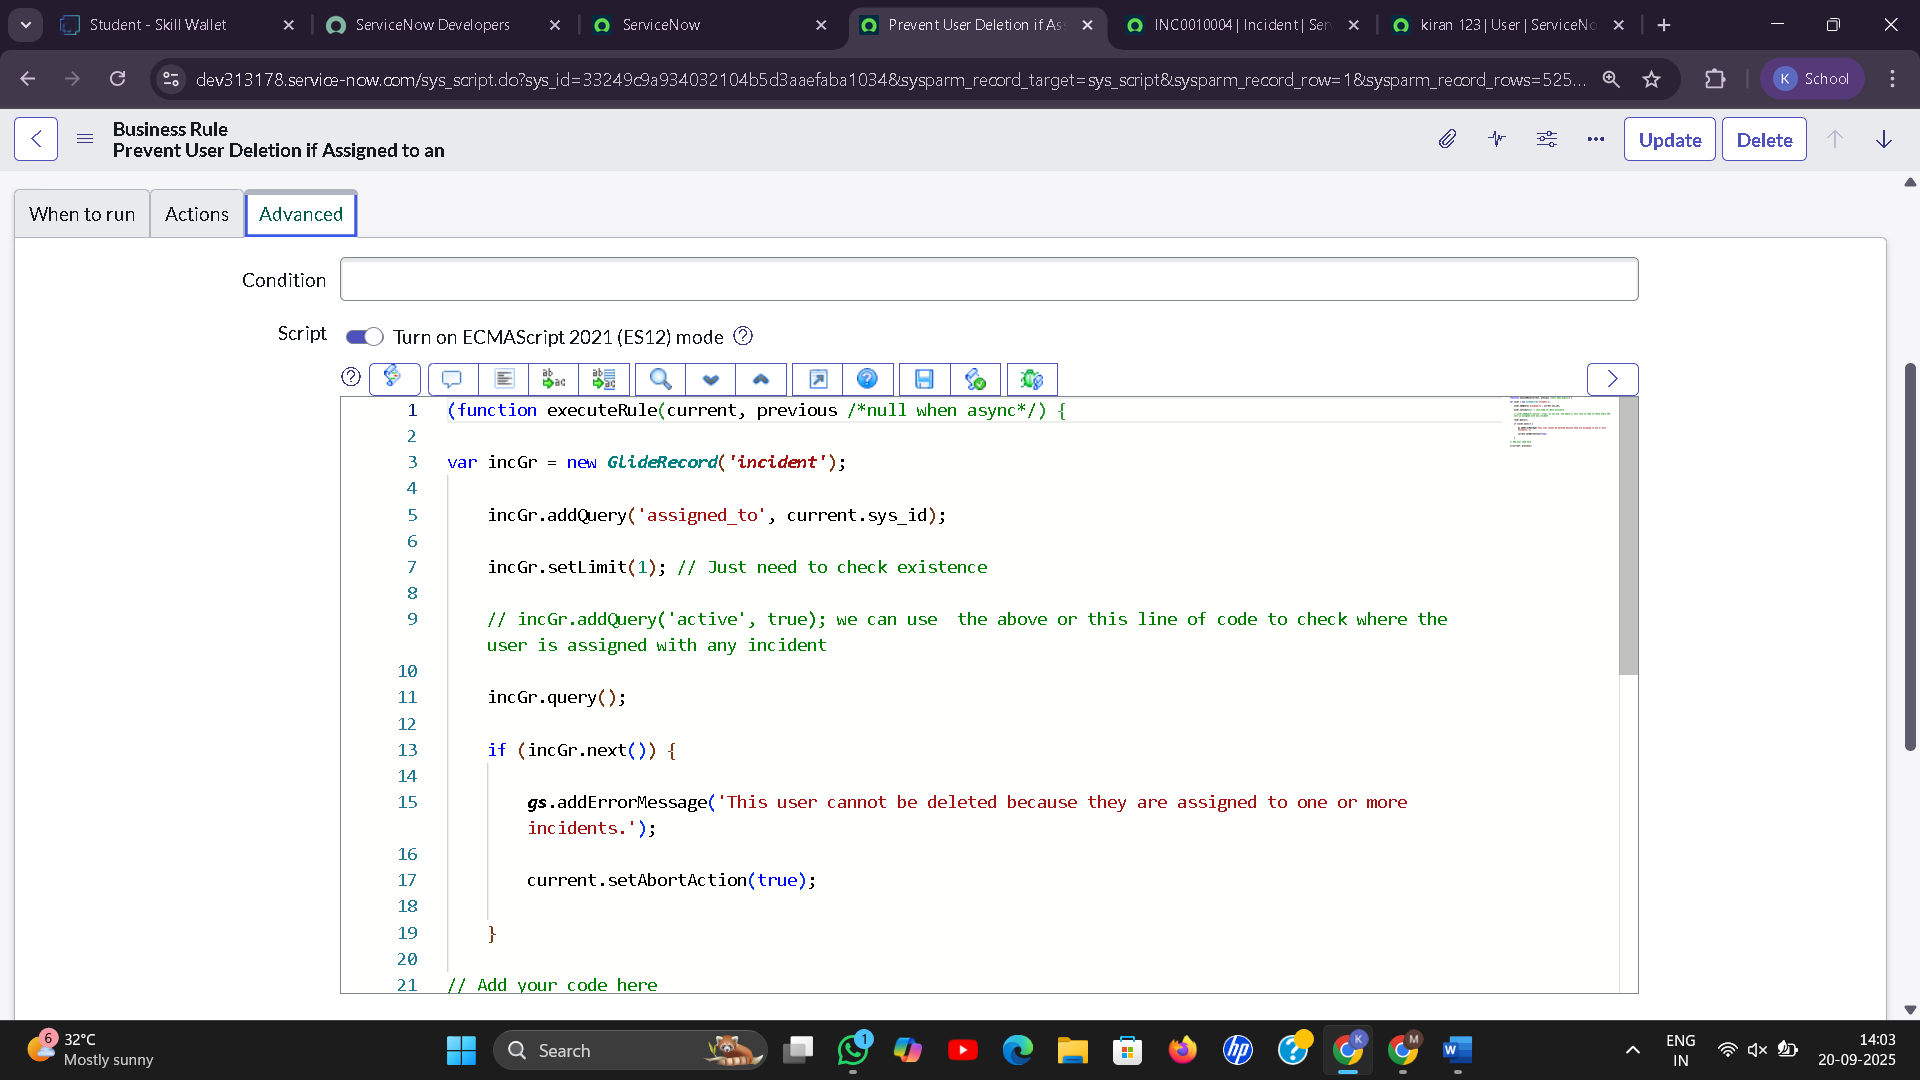 Student - Skill Wallet
ServiceNow Developers
ServiceNow
Prevent User Deletion if As
INC0010004 | Incident | Ser
kiran 123 | User | ServiceNo
dev313178.service-now.com/sys_script.do?sys_id=33249c9a934032104b5d3aaefaba1034&sysparm_record_target=sys_script&sysparm_record_row=1&sysparm_record_rows=525...
K School
Business Rule
Prevent User Deletion if Assigned to an
Update
Delete
When to run
Actions
Advanced
Condition
Script
Turn on ECMAScript 2021 (ES12) mode
1 (function executeRule(current, previous /*null when async*/) {
2
3 var incGr = new GlideRecord('incident');
4
5 incGr.addQuery('assigned_to', current.sys_id);
6
7 incGr.setLimit(1); // Just need to check existence
8
9 // incGr.addQuery('active', true); we can use  the above or this line of code to check where the
user is assigned with any incident
10
11 incGr.query();
12
13 if (incGr.next()) {
14
15 gs.addErrorMessage('This user cannot be deleted because they are assigned to one or more
incidents.');
16
17 current.setAbortAction(true);
18
19 }
20
21 // Add your code here
6
32°C
Mostly sunny
Search
1
K
M
ENG
IN
14:03
20-09-2025